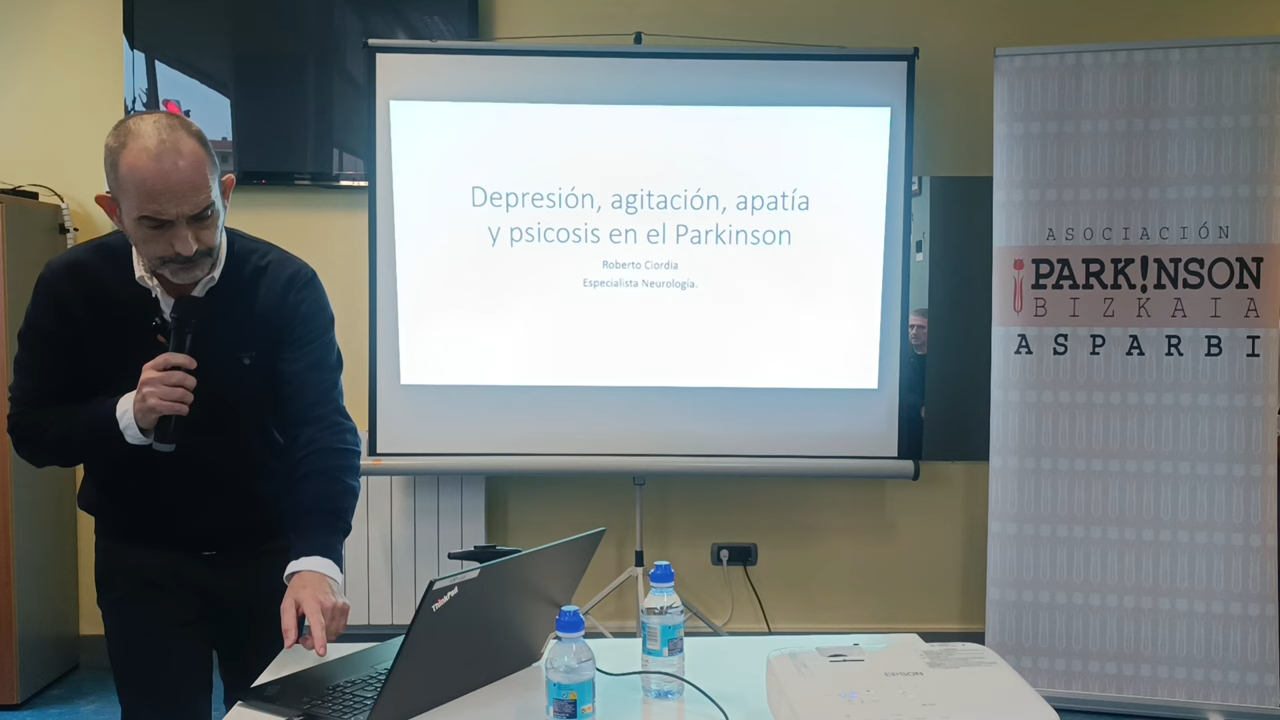 Depresión, agitación, apatía
y psicosis en el Parkinson
Roberto Ciordia
Especialista Neurología.
ASOCIACIÓN
PARK!NSON
BIZKAIA
ASPARBI
ThinkPad
EPSON